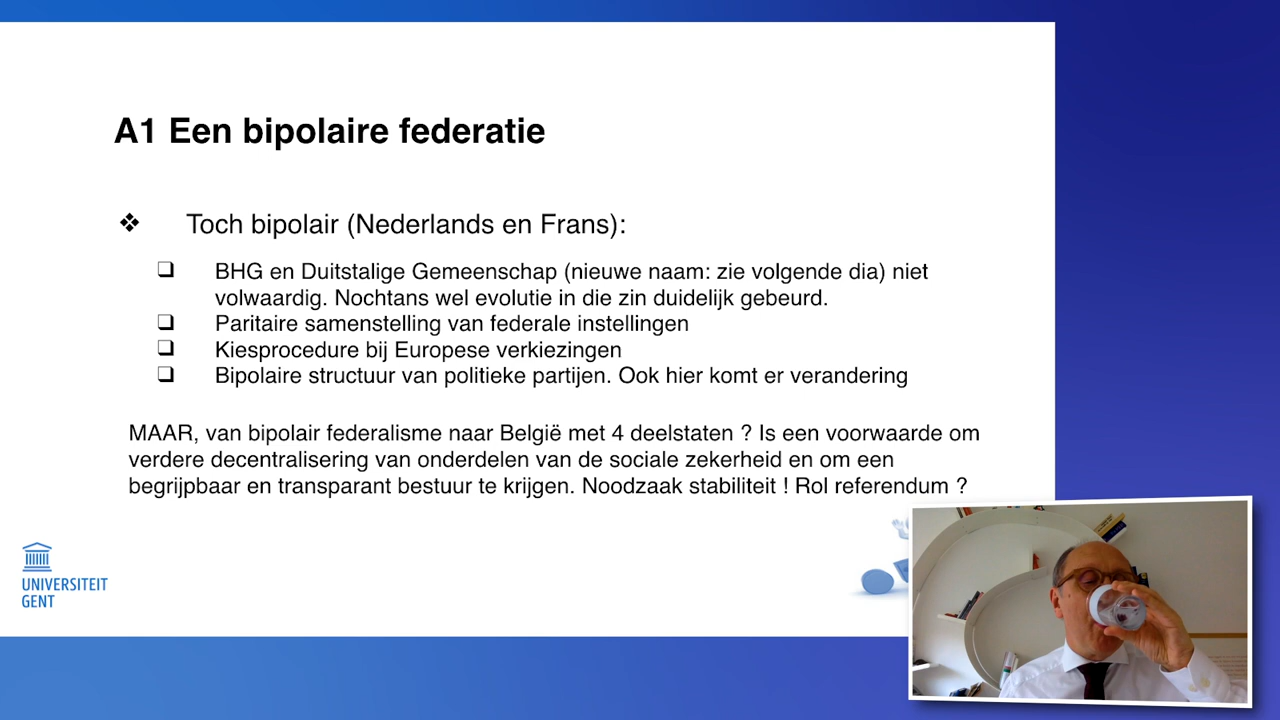 A1 Een bipolaire federatie
❖ Toch bipolair (Nederlands en Frans):
❑ BHG en Duitstalige Gemeenschap (nieuwe naam: zie volgende dia) niet
volwaardig. Nochtans wel evolutie in die zin duidelijk gebeurd.
❑ Paritaire samenstelling van federale instellingen
❑ Kiesprocedure bij Europese verkiezingen
❑ Bipolaire structuur van politieke partijen. Ook hier komt er verandering
MAAR, van bipolair federalisme naar België met 4 deelstaten ? Is een voorwaarde om
verdere decentralisering van onderdelen van de sociale zekerheid en om een
begrijpbaar en transparant bestuur te krijgen. Noodzaak stabiliteit ! Rol referendum ?
UNIVERSITEIT
GENT